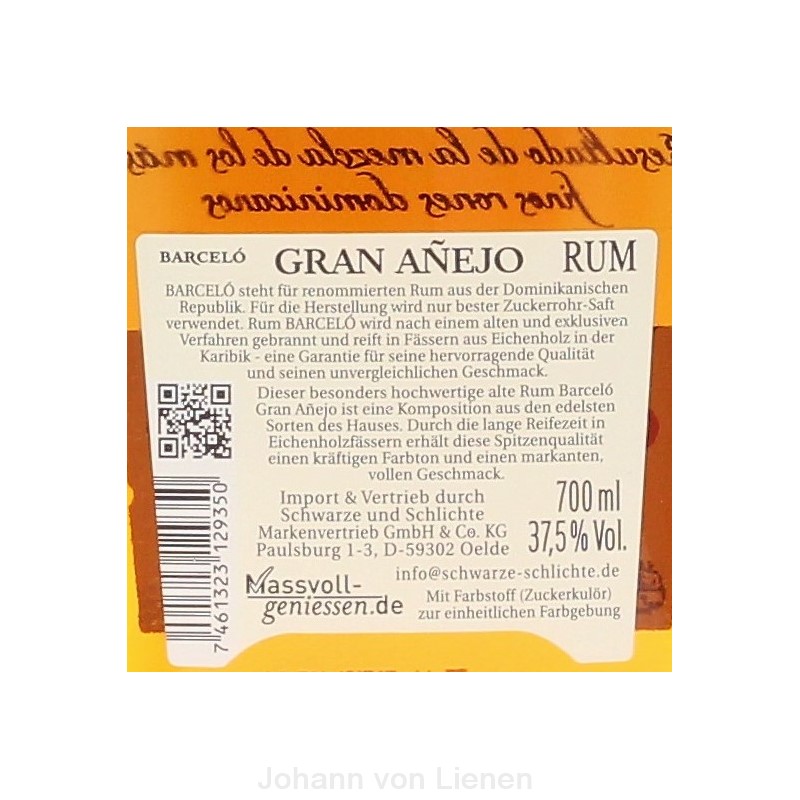 Resultado de la mezcla de los más
finos rones dominicanos
BARCELÓ GRAN AÑEJO RUM
BARCELÓ steht für renommierten Rum aus der Dominikanischen
Republik. Für die Herstellung wird nur bester Zuckerrohr-Saft
verwendet. Rum BARCELÓ wird nach einem alten und exklusiven
Verfahren gebrannt und reift in Fässern aus Eichenholz in der
Karibik - eine Garantie für seine hervorragende Qualität
und seinen unvergleichlichen Geschmack.
Dieser besonders hochwertige alte Rum Barceló
Gran Añejo ist eine Komposition aus den edelsten
Sorten des Hauses. Durch die lange Reifezeit in
Eichenholzfässern erhält diese Spitzenqualität
einen kräftigen Farbton und einen markanten,
vollen Geschmack.
Import & Vertrieb durch
Schwarze und Schlichte
Markenvertrieb GmbH & Co. KG
Paulsburg 1-3, D-59302 Oelde
700 ml
37,5% Vol.
info@schwarze-schlichte.de
Massvoll-
geniessen.de
Mit Farbstoff (Zuckerkulör)
zur einheitlichen Farbgebung
7 461323 129350
Johann von Lienen